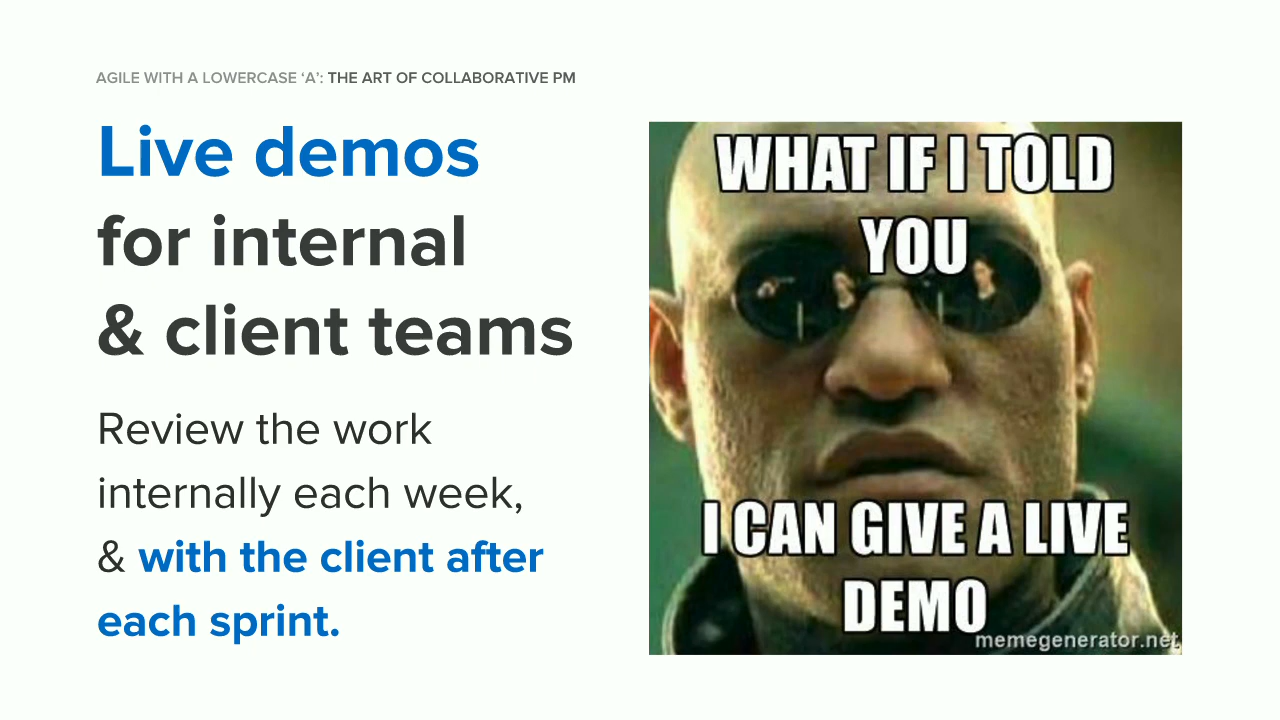 AGILE WITH A LOWERCASE ‘A’: THE ART OF COLLABORATIVE PM
Live demos
for internal
& client teams
Review the work
internally each week,
& with the client after
each sprint.
WHAT IF I TOLD
YOU
I CAN GIVE A LIVE
DEMO
memegenerator.net